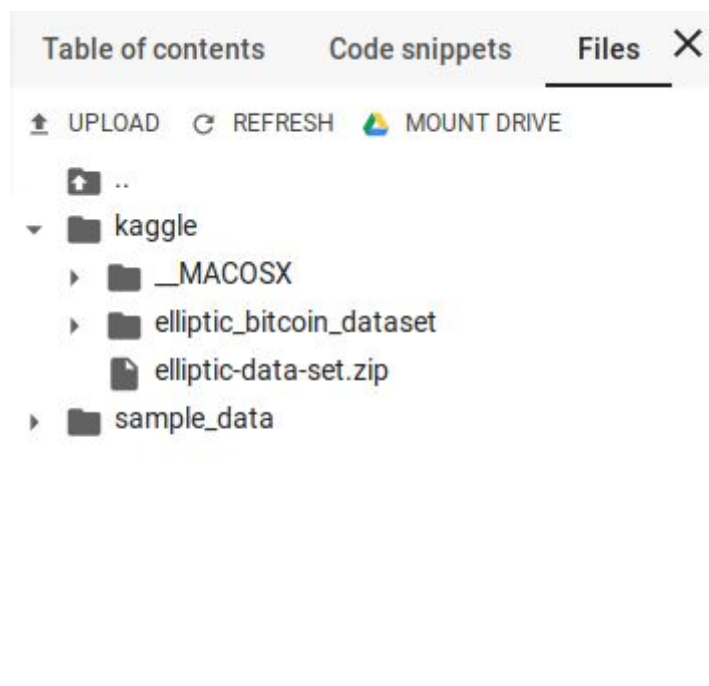 Table of contents Code snippets Files
UPLOAD REFRESH MOUNT DRIVE
..
kaggle
__MACOSX
elliptic_bitcoin_dataset
elliptic-data-set.zip
sample_data